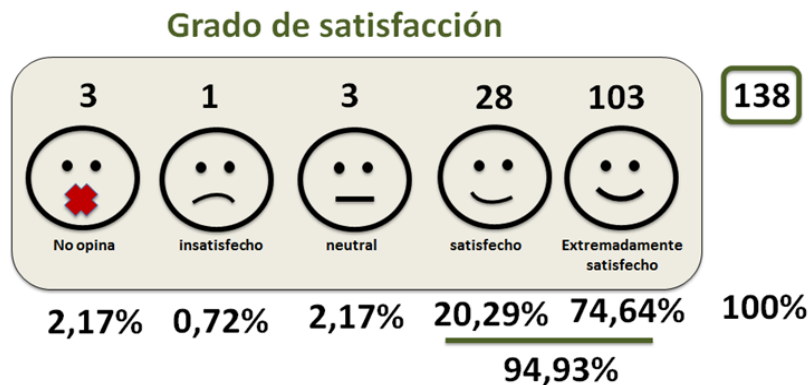 Grado de satisfacción
3 1 3 28 103 138
No opina insatisfecho neutral satisfecho Extremadamente
satisfecho
2,17% 0,72% 2,17% 20,29% 74,64% 100%
94,93%